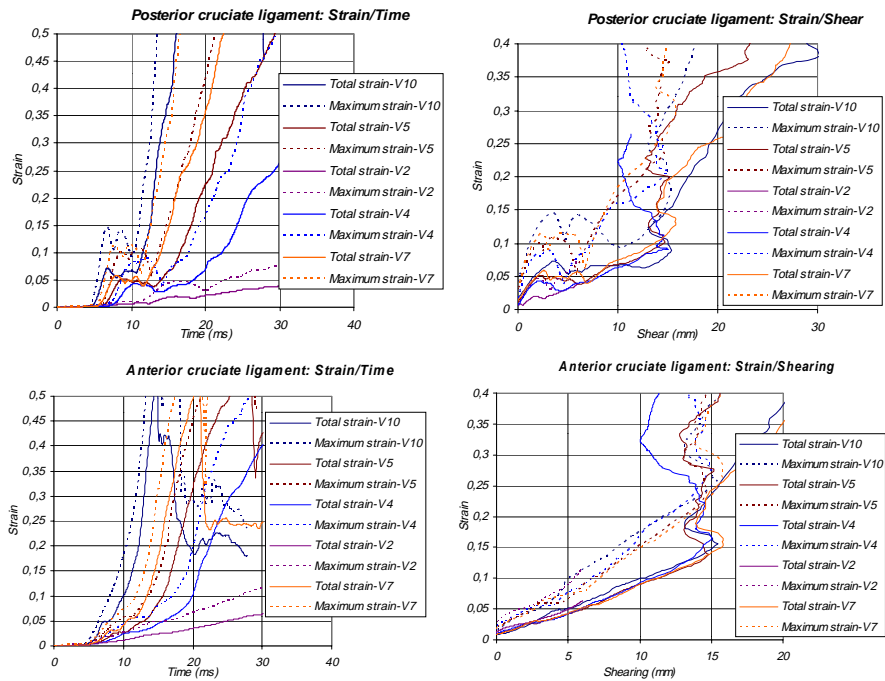 Posterior cruciate ligament: Strain/Time
0,5
0,45
0,4
0,35
0,3
0,25
0,2
0,15
0,1
0,05
0
Strain
0 10 20 30 40
Time (ms)
Total strain-V10
Maximum strain-V10
Total strain-V5
Maximum strain-V5
Total strain-V2
Maximum strain-V2
Total strain-V4
Maximum strain-V4
Total strain-V7
Maximum strain-V7
Posterior cruciate ligament: Strain/Shear
0,4
0,35
0,3
0,25
0,2
0,15
0,1
0,05
0
Strain
0 10 20 30
Shear (mm)
Total strain-V10
Maximum strain-V10
Total strain-V5
Maximum strain-V5
Total strain-V2
Maximum strain-V2
Total strain-V4
Maximum strain-V4
Total strain-V7
Maximum strain-V7
Anterior cruciate ligament: Strain/Time
0,5
0,45
0,4
0,35
0,3
0,25
0,2
0,15
0,1
0,05
0
Strain
0 10 20 30 40
Time (ms)
Total strain-V10
Maximum strain-V10
Total strain-V5
Maximum strain-V5
Total strain-V4
Maximum strain-V4
Total strain-V2
Maximum strain-V2
Total strain-V7
Maximum strain-V7
Anterior cruciate ligament: Strain/Shearing
0,4
0,35
0,3
0,25
0,2
0,15
0,1
0,05
0
Strain
0 5 10 15 20
Shearing (mm)
Total strain-V10
Maximum strain-V10
Total strain-V5
Maximum strain-V5
Total strain-V4
Maximum strain-V4
Total strain-V2
Maximum strain-V2
Total strain-V7
Maximum strain-V7